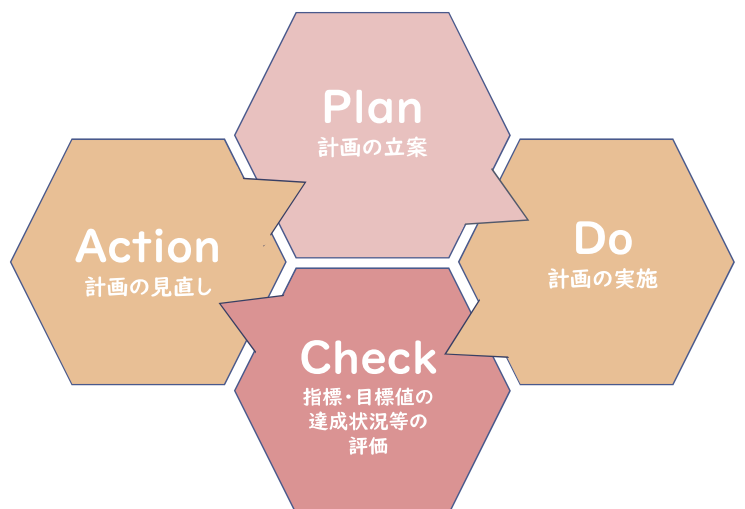 Plan
計画の立案
Do
計画の実施
Check
指標・目標値の
達成状況等の
評価
Action
計画の見直し